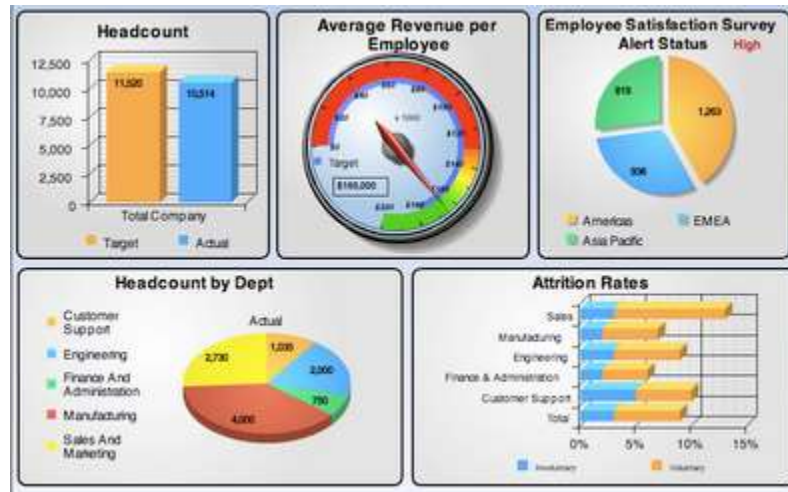 Headcount
12,500
10,000
7,500
5,000
2,500
0
11,520
10,514
Total Company
Target
Actual
Average Revenue per
Employee
Target
Employee Satisfaction Survey
Alert Status High
1,263
Americas
EMEA
Asia Pacific
Headcount by Dept
Customer
Support
Engineering
Finance And
Administration
Manufacturing
Sales And
Marketing
Actual
1,035
2,000
750
4,000
2,730
Attrition Rates
Sales
Manufacturing
Engineering
Finance & Administration
Customer Support
Total
0%
5%
10%
15%
Involuntary
Voluntary